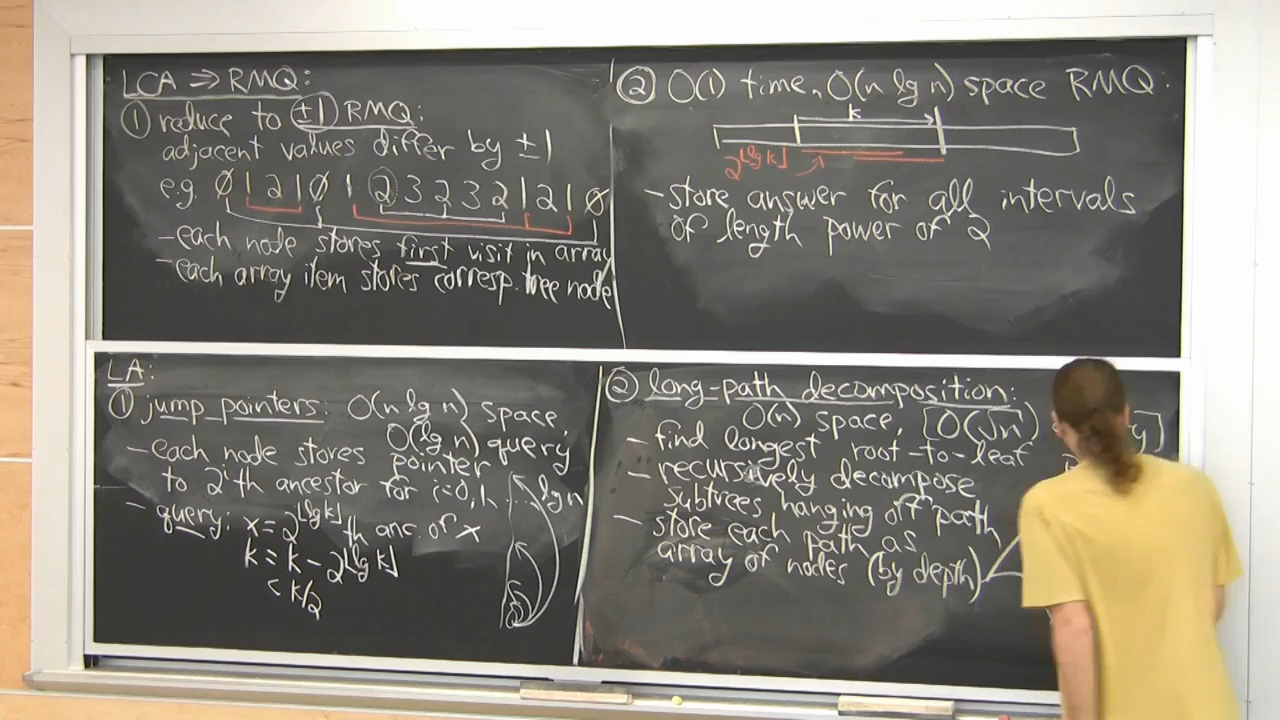 LCA ⇒ RMQ:
① reduce to ±1 RMQ:
adjacent values differ by ±1
e.g. 0 1 2 1 0 1 2 3 2 3 2 1 2 1 0
- each node stores first visit in array
- each array item stores corresp. tree node
② O(1) time, O(n lg n) space RMQ:
k
2^⌊lg k⌋
- store answer for all intervals
of length power of 2
LA:
① jump pointers: O(n lg n) space,
O(lg n) query
- each node stores pointer
to 2^i th ancestor for i=0,1,
lg n
- query: x = 2^⌊lg k⌋ th anc. of x
k = k - 2^⌊lg k⌋
< k/2
② long-path decomposition:
O(n) space, O(√n)
- find longest root-to-leaf
- recursively decompose
subtrees hanging off path
- store each path as
array of nodes (by depth)